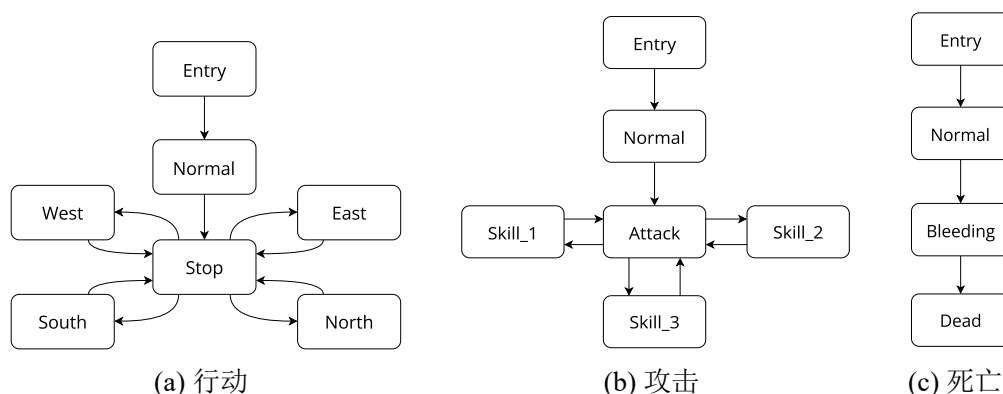 Entry
Normal
West
East
Stop
South
North
(a) 行动
Entry
Normal
Skill_1
Attack
Skill_2
Skill_3
(b) 攻击
Entry
Normal
Bleeding
Dead
(c) 死亡